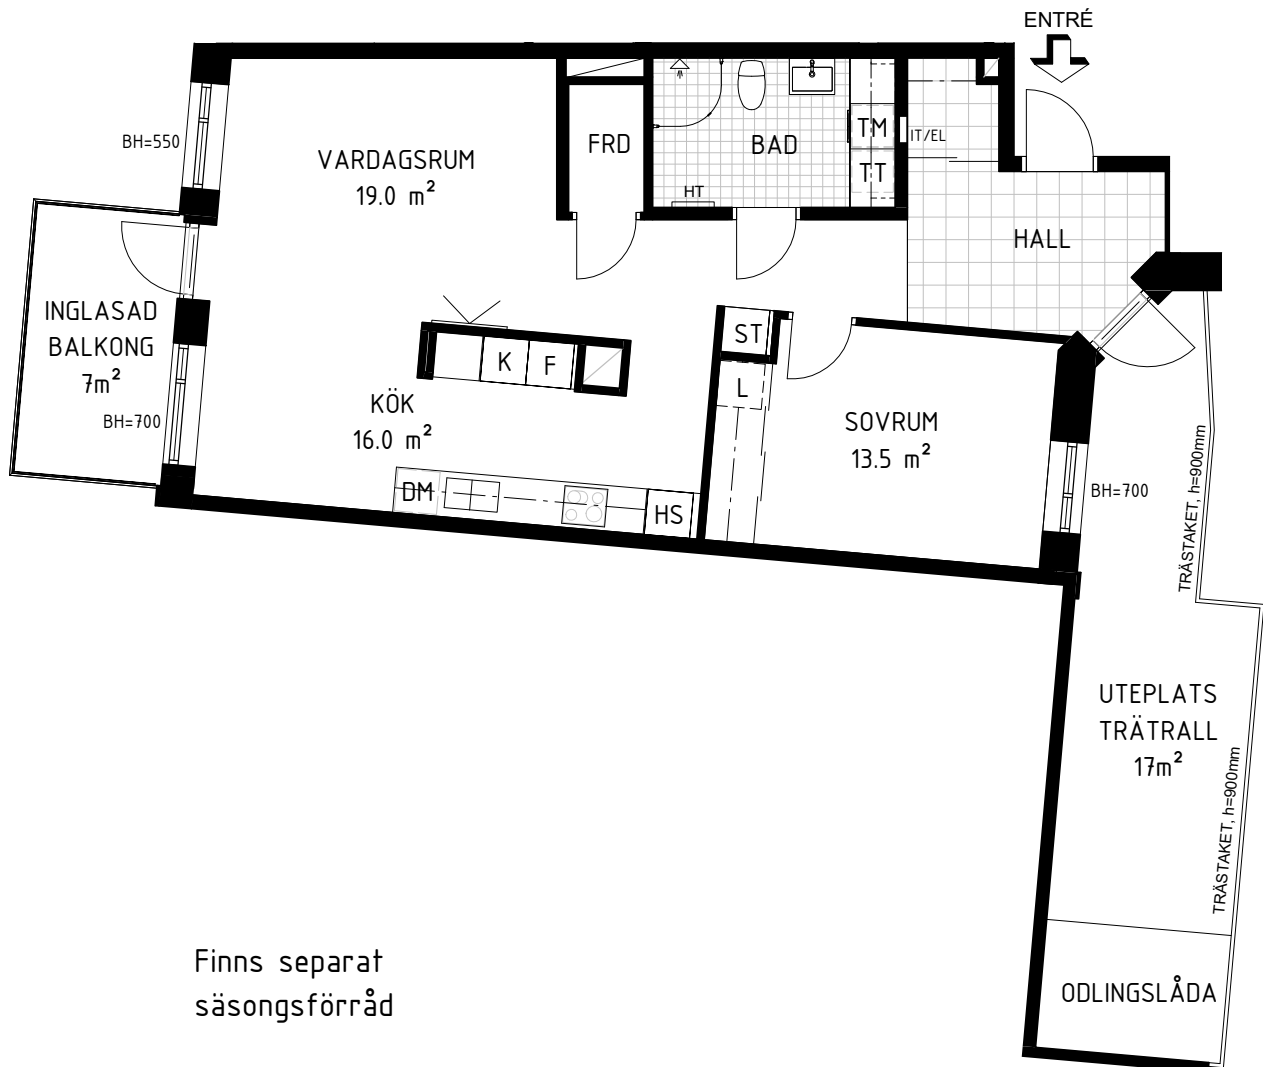 ENTRÉ
BH=550
VARDAGSRUM
19.0 m²
FRD
BAD
TM
TT
IT/EL
HT
HALL
INGLASAD
BALKONG
7m²
BH=700
K
F
ST
L
KÖK
16.0 m²
SOVRUM
13.5 m²
DM
HS
BH=700
TRÄSTAKET, h=900mm
UTEPLATS
TRÄTRALL
17m²
TRÄSTAKET, h=900mm
Finns separat
säsongsförråd
ODLINGSLÅDA